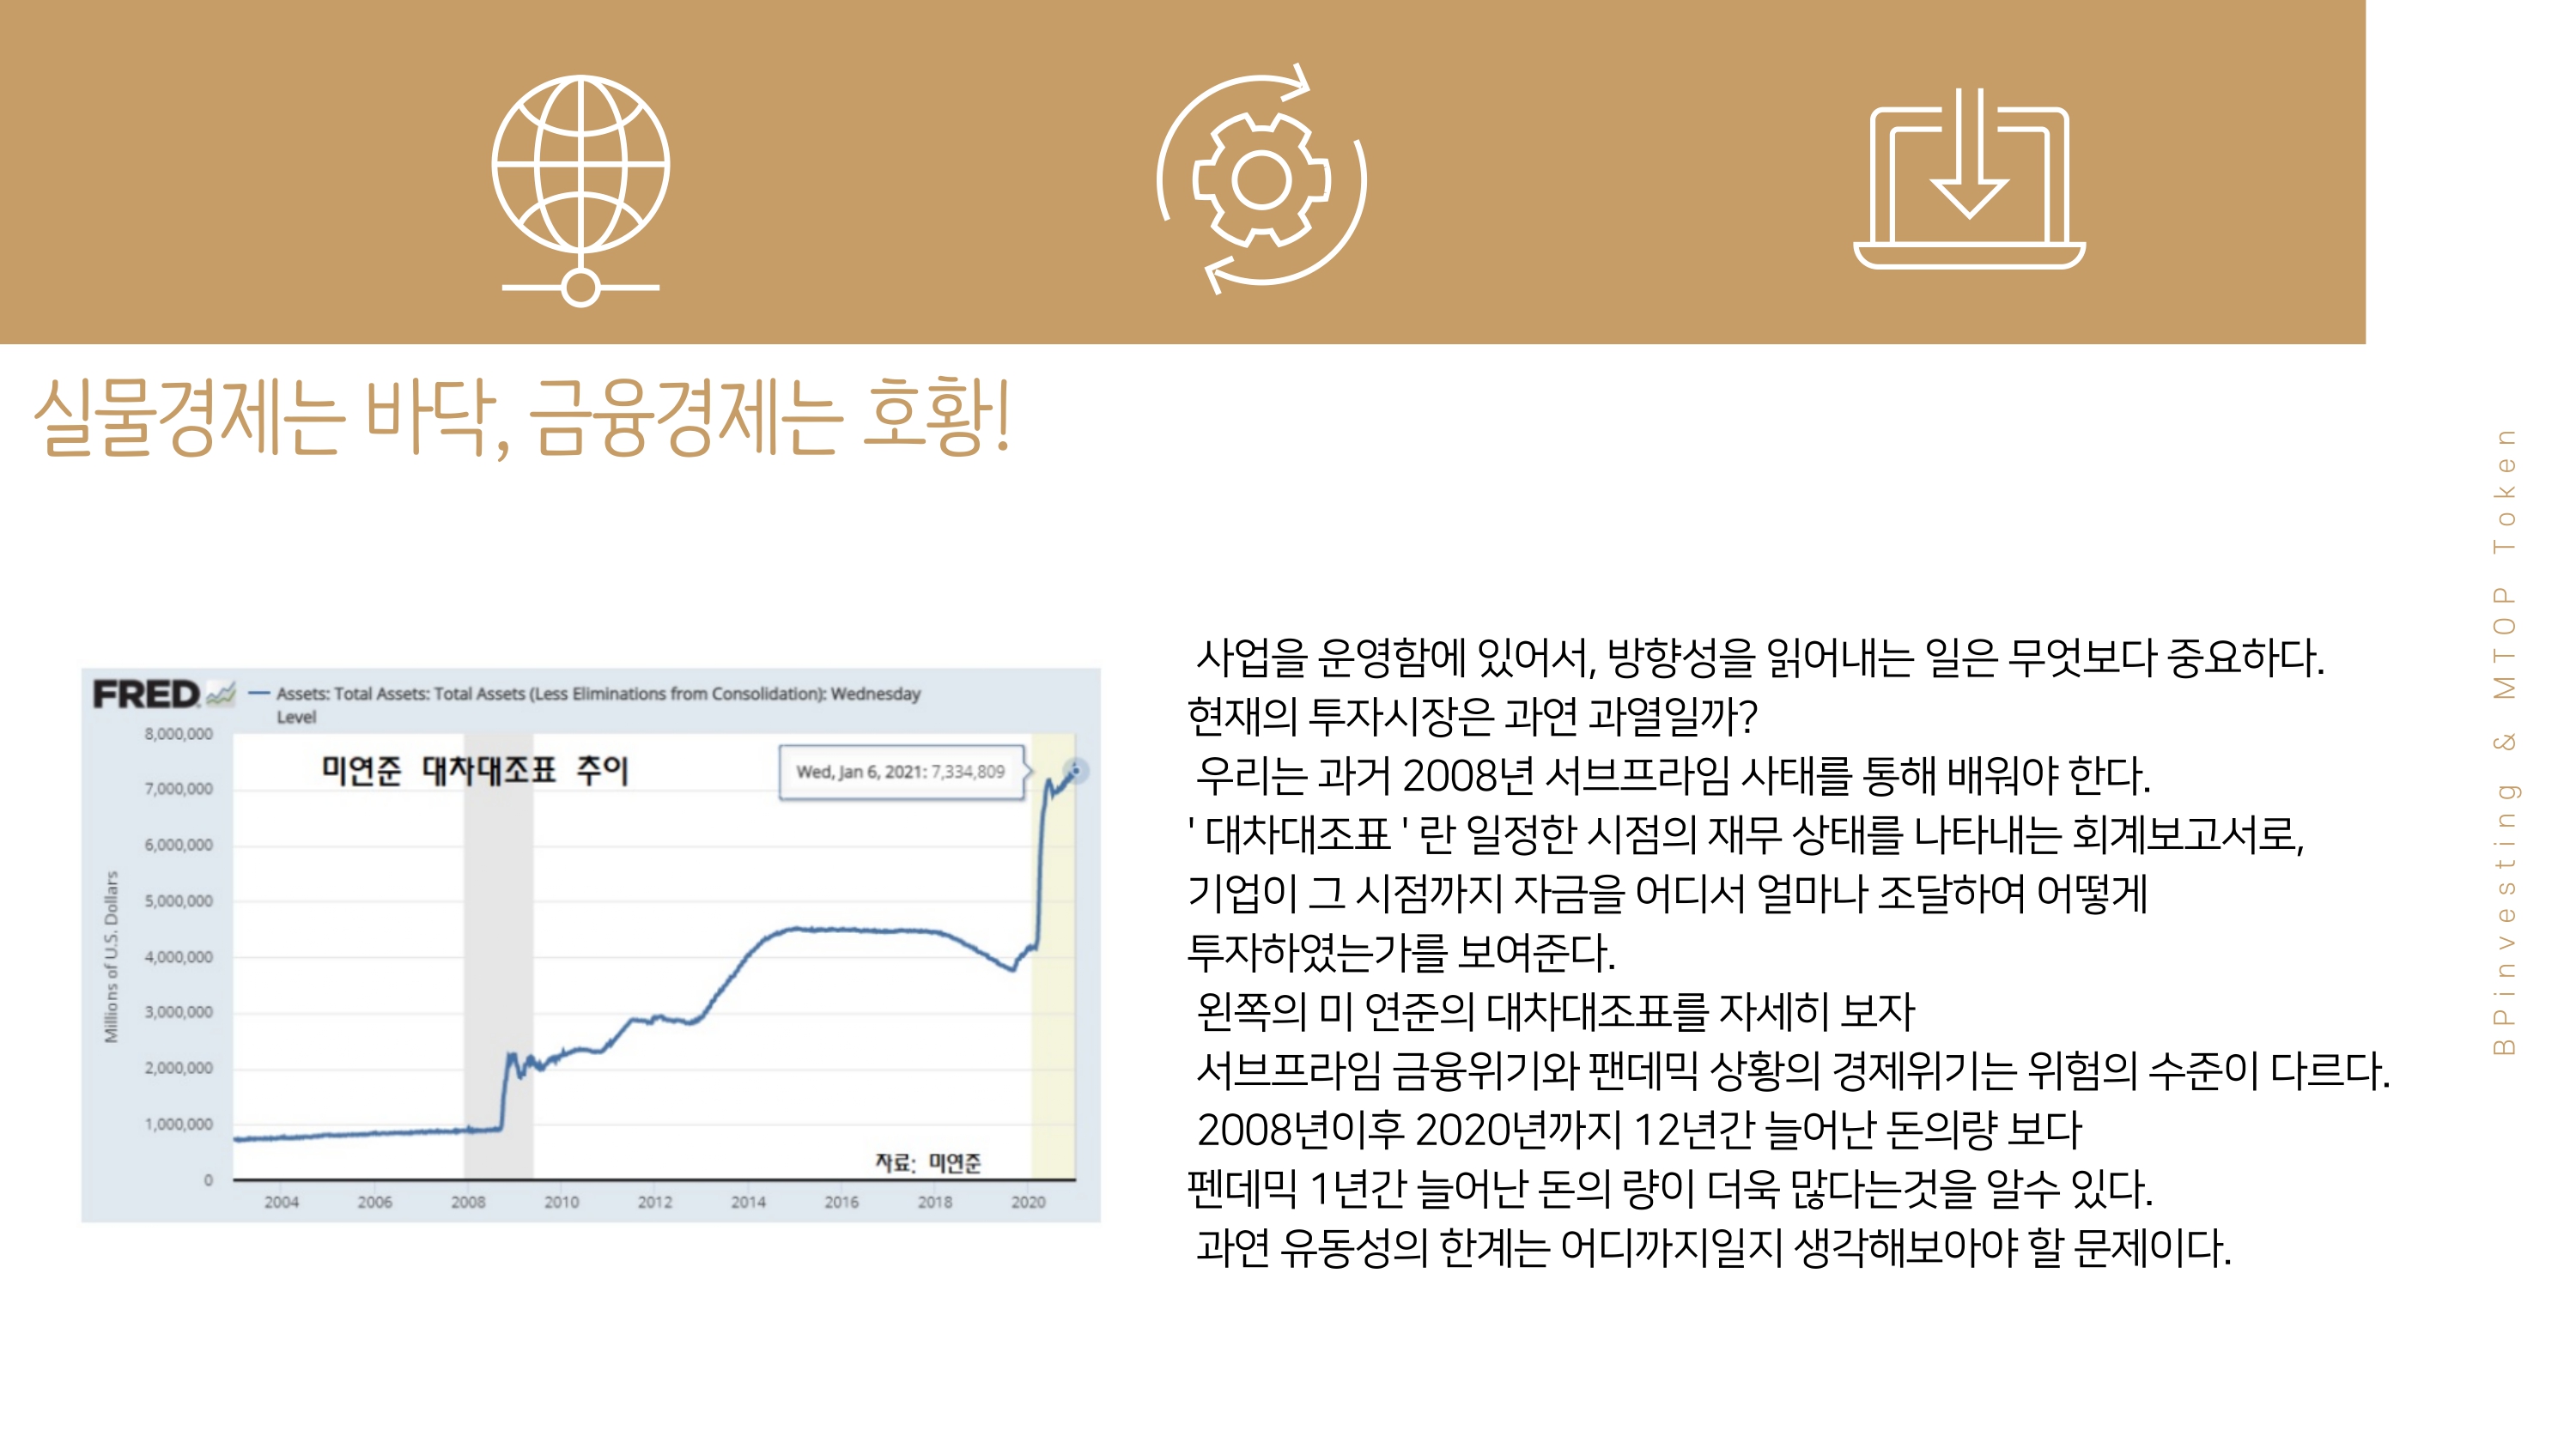 실물경제는 바닥, 금융경제는 호황!
FRED
Assets: Total Assets: Total Assets (Less Eliminations from Consolidation): Wednesday
Level
미연준 대차대조표 추이
Wed, Jan 6, 2021: 7,334,809
Millions of U.S. Dollars
8,000,000
7,000,000
6,000,000
5,000,000
4,000,000
3,000,000
2,000,000
1,000,000
0
자료: 미연준
2004 2006 2008 2010 2012 2014 2016 2018 2020
사업을 운영함에 있어서, 방향성을 읽어내는 일은 무엇보다 중요하다.
현재의 투자시장은 과연 과열일까?
우리는 과거 2008년 서브프라임 사태를 통해 배워야 한다.
' 대차대조표 ' 란 일정한 시점의 재무 상태를 나타내는 회계보고서로,
기업이 그 시점까지 자금을 어디서 얼마나 조달하여 어떻게
투자하였는가를 보여준다.
왼쪽의 미 연준의 대차대조표를 자세히 보자
서브프라임 금융위기와 팬데믹 상황의 경제위기는 위험의 수준이 다르다.
2008년이후 2020년까지 12년간 늘어난 돈의량 보다
펜데믹 1년간 늘어난 돈의 량이 더욱 많다는것을 알수 있다.
과연 유동성의 한계는 어디까지일지 생각해보아야 할 문제이다.
BPinvesting & MTOP Token